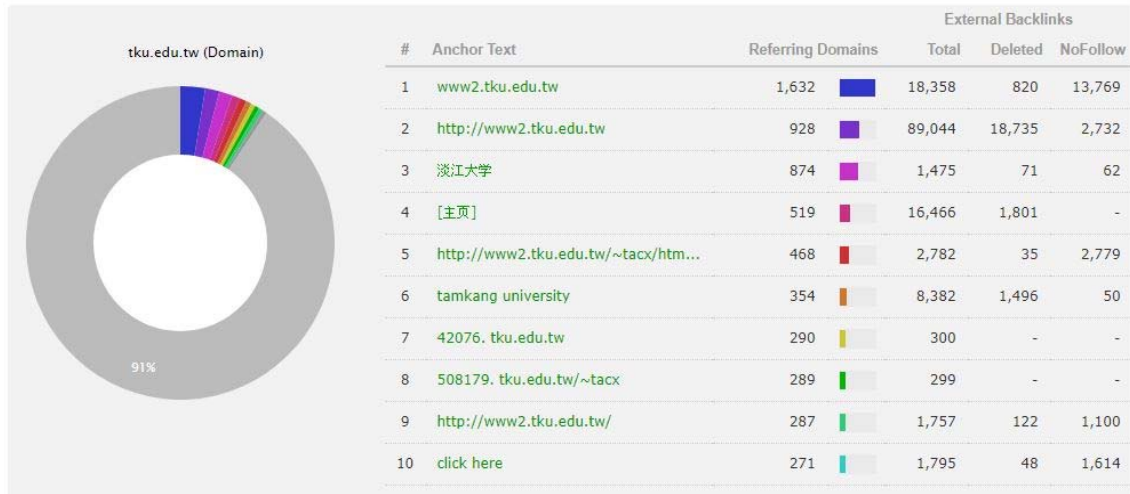 External Backlinks
tku.edu.tw (Domain)
# Anchor Text Referring Domains Total Deleted NoFollow
1 www2.tku.edu.tw 1,632 18,358 820 13,769
2 http://www2.tku.edu.tw 928 89,044 18,735 2,732
3 淡江大学 874 1,475 71 62
4 [主页] 519 16,466 1,801 -
5 http://www2.tku.edu.tw/~tacx/htm... 468 2,782 35 2,779
6 tamkang university 354 8,382 1,496 50
7 42076. tku.edu.tw 290 300 - -
8 508179. tku.edu.tw/~tacx 289 299 - -
9 http://www2.tku.edu.tw/ 287 1,757 122 1,100
10 click here 271 1,795 48 1,614
91%